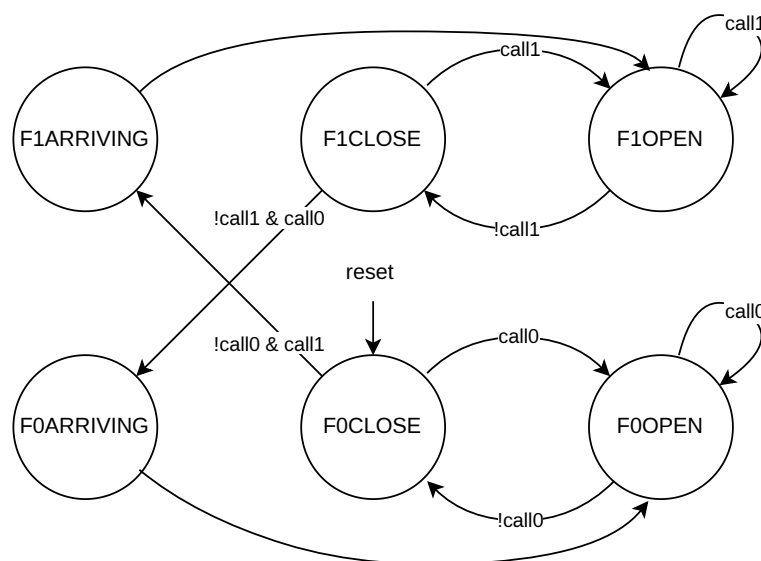 call1
call1
F1ARRIVING
F1CLOSE
F1OPEN
!call1 & call0
!call1
reset
call0
call0
!call0 & call1
F0ARRIVING
F0CLOSE
F0OPEN
!call0